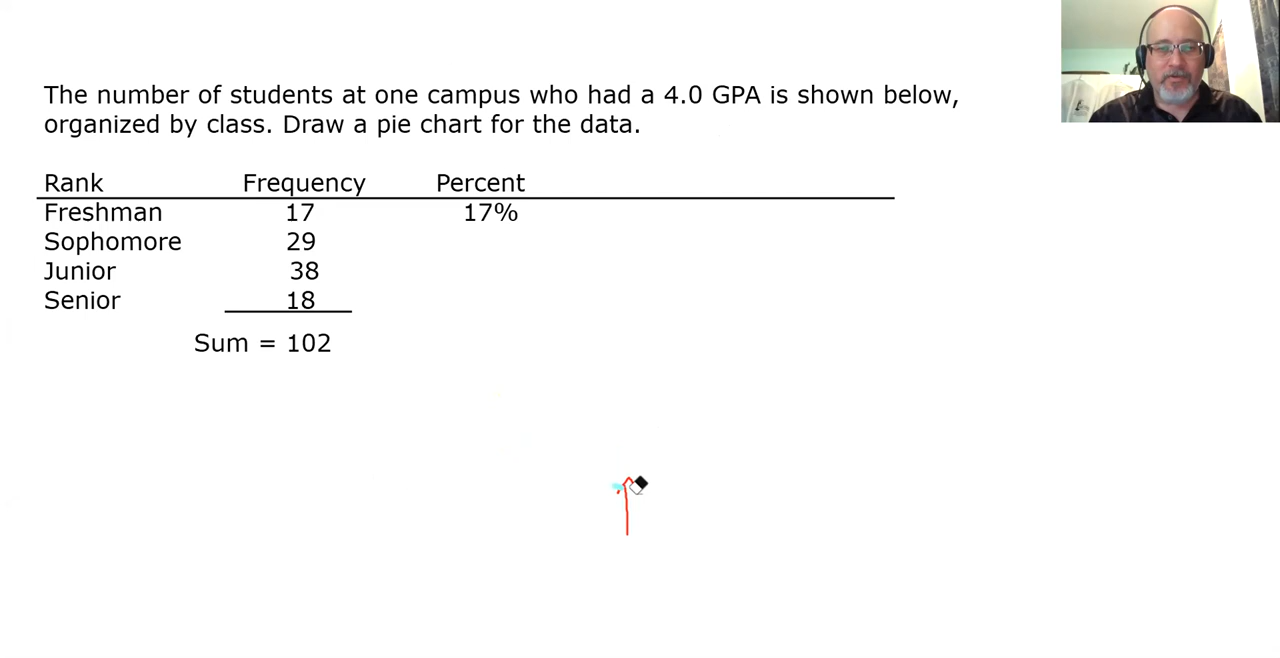 The number of students at one campus who had a 4.0 GPA is shown below,
organized by class. Draw a pie chart for the data.
Rank Frequency Percent
Freshman 17 17%
Sophomore 29
Junior 38
Senior 18
Sum = 102